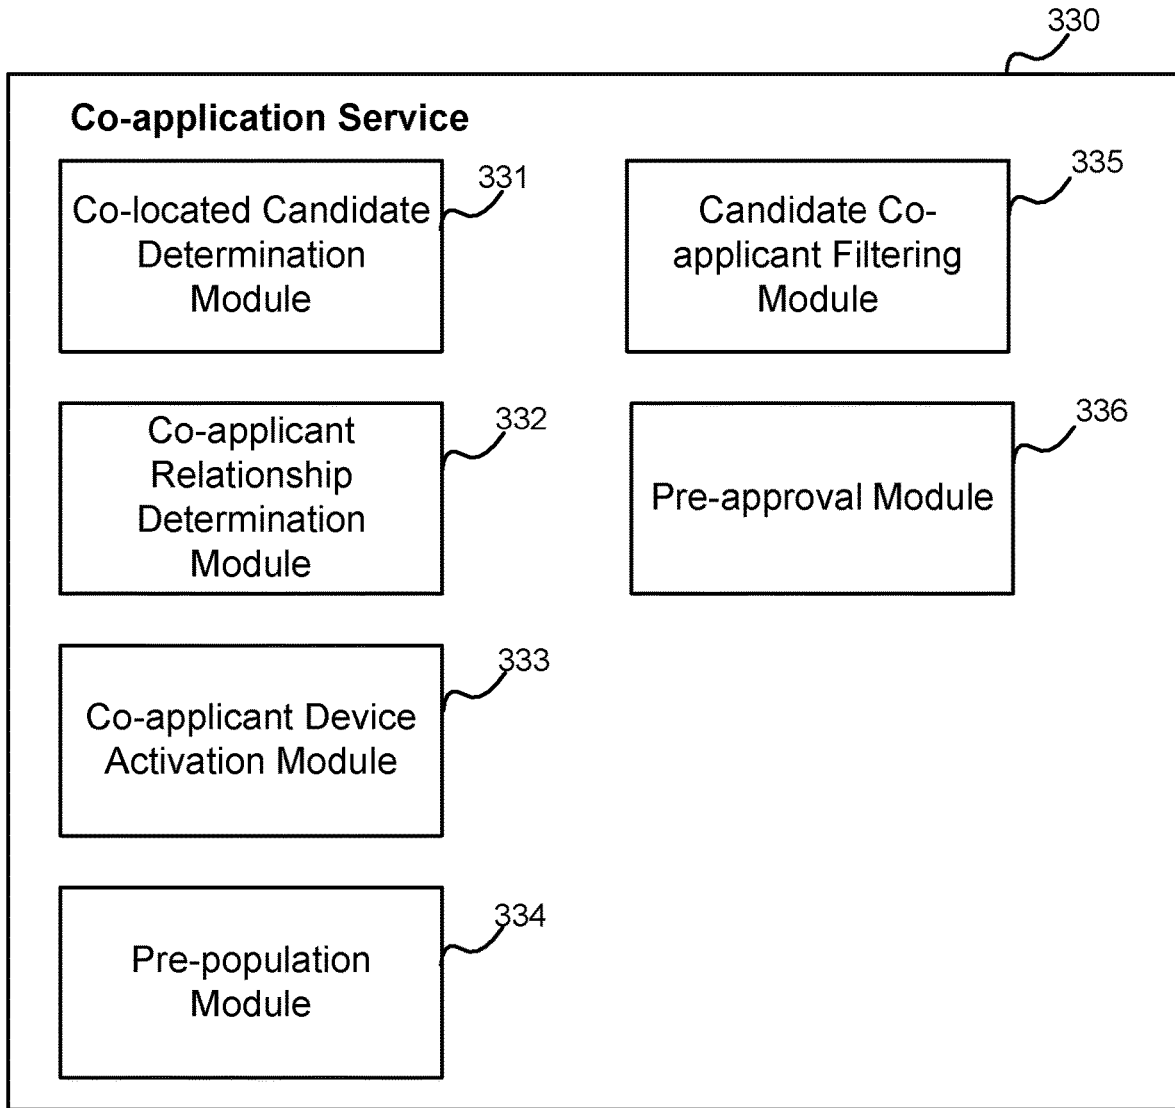 330
Co-application Service
331
Co-located Candidate
Determination
Module
335
Candidate Co-
applicant Filtering
Module
332
Co-applicant
Relationship
Determination
Module
336
Pre-approval Module
333
Co-applicant Device
Activation Module
334
Pre-population
Module